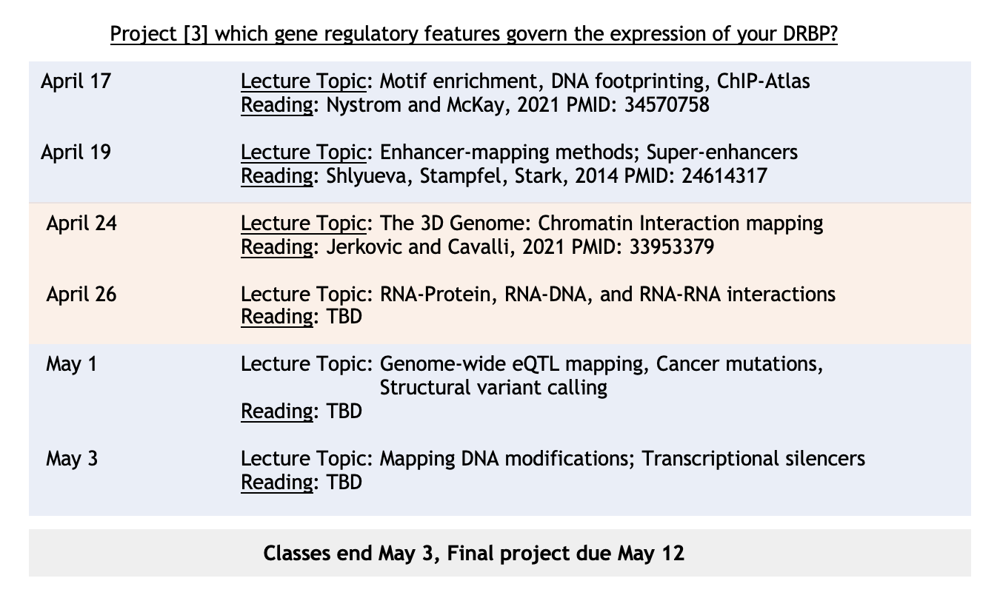 Project [3] which gene regulatory features govern the expression of your DRBP?
April 17
Lecture Topic: Motif enrichment, DNA footprinting, ChIP-Atlas
Reading: Nystrom and McKay, 2021 PMID: 34570758
April 19
Lecture Topic: Enhancer-mapping methods; Super-enhancers
Reading: Shlyueva, Stampfel, Stark, 2014 PMID: 24614317
April 24
Lecture Topic: The 3D Genome: Chromatin Interaction mapping
Reading: Jerkovic and Cavalli, 2021 PMID: 33953379
April 26
Lecture Topic: RNA-Protein, RNA-DNA, and RNA-RNA interactions
Reading: TBD
May 1
Lecture Topic: Genome-wide eQTL mapping, Cancer mutations,
Structural variant calling
Reading: TBD
May 3
Lecture Topic: Mapping DNA modifications; Transcriptional silencers
Reading: TBD
Classes end May 3, Final project due May 12